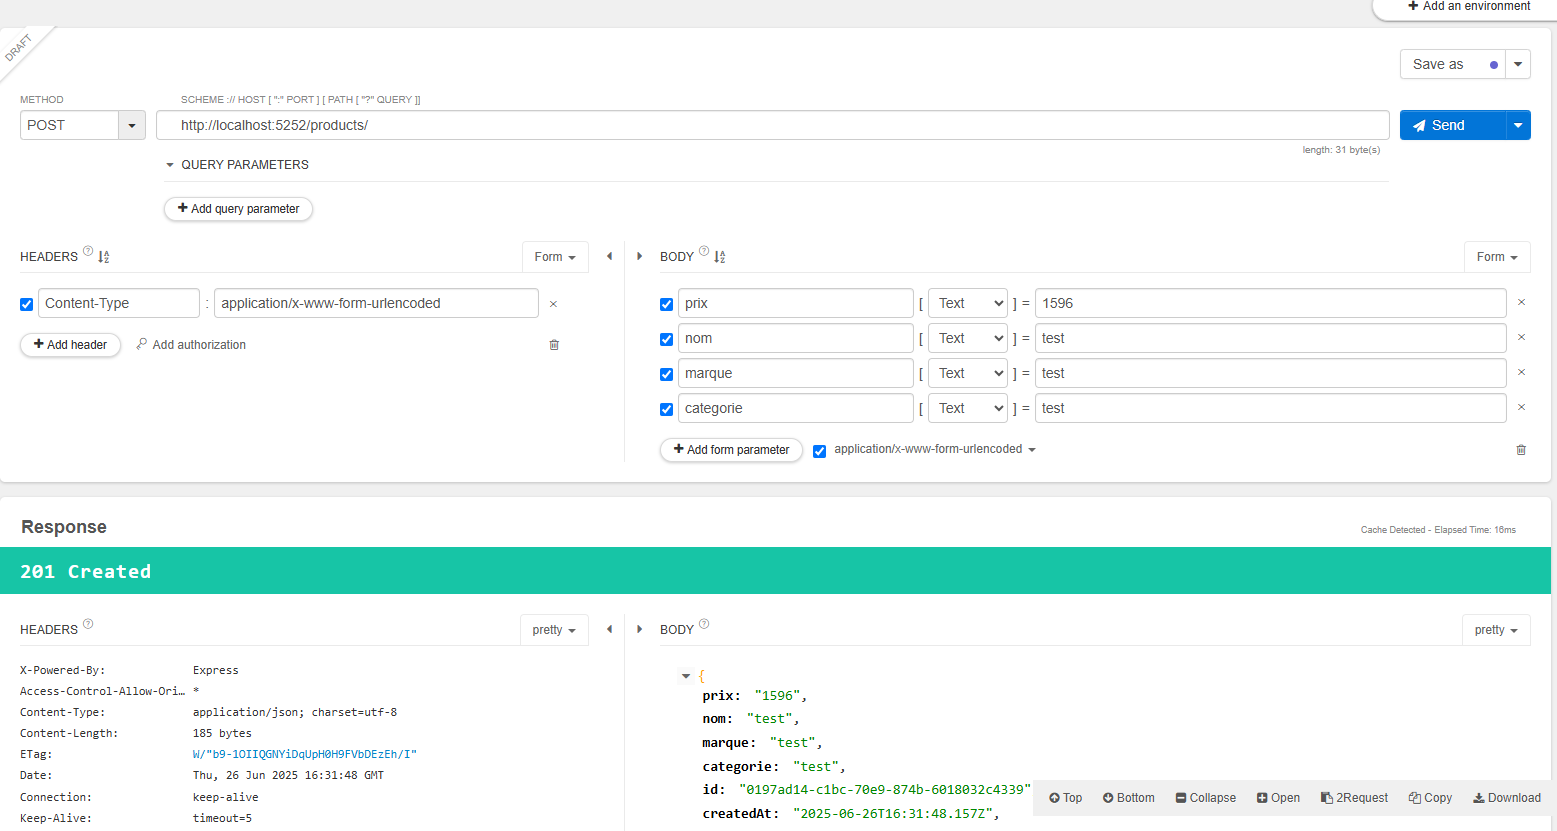 Add an environment
DRAFT
Save as
METHOD
SCHEME :// HOST [ ":" PORT ] [ PATH [ "?" QUERY ]]
POST
http://localhost:5252/products/
Send
length: 31 byte(s)
QUERY PARAMETERS
Add query parameter
HEADERS ?
Form
BODY ?
Form
Content-Type : application/x-www-form-urlencoded ×
Add header
Add authorization
prix [ Text ] = 1596 ×
nom [ Text ] = test ×
marque [ Text ] = test ×
categorie [ Text ] = test ×
Add form parameter
application/x-www-form-urlencoded
Response
Cache Detected - Elapsed Time: 16ms
201 Created
HEADERS ?
pretty
X-Powered-By: Express
Access-Control-Allow-Ori… *
Content-Type: application/json; charset=utf-8
Content-Length: 185 bytes
ETag: W/"b9-1OIIQGNYiDqUpH0H9FVbDEzEh/I"
Date: Thu, 26 Jun 2025 16:31:48 GMT
Connection: keep-alive
Keep-Alive: timeout=5
BODY ?
pretty
{
prix: "1596",
nom: "test",
marque: "test",
categorie: "test",
id: "0197ad14-c1bc-70e9-874b-6018032c4339"
createdAt: "2025-06-26T16:31:48.157Z",
Top
Bottom
Collapse
Open
2Request
Copy
Download